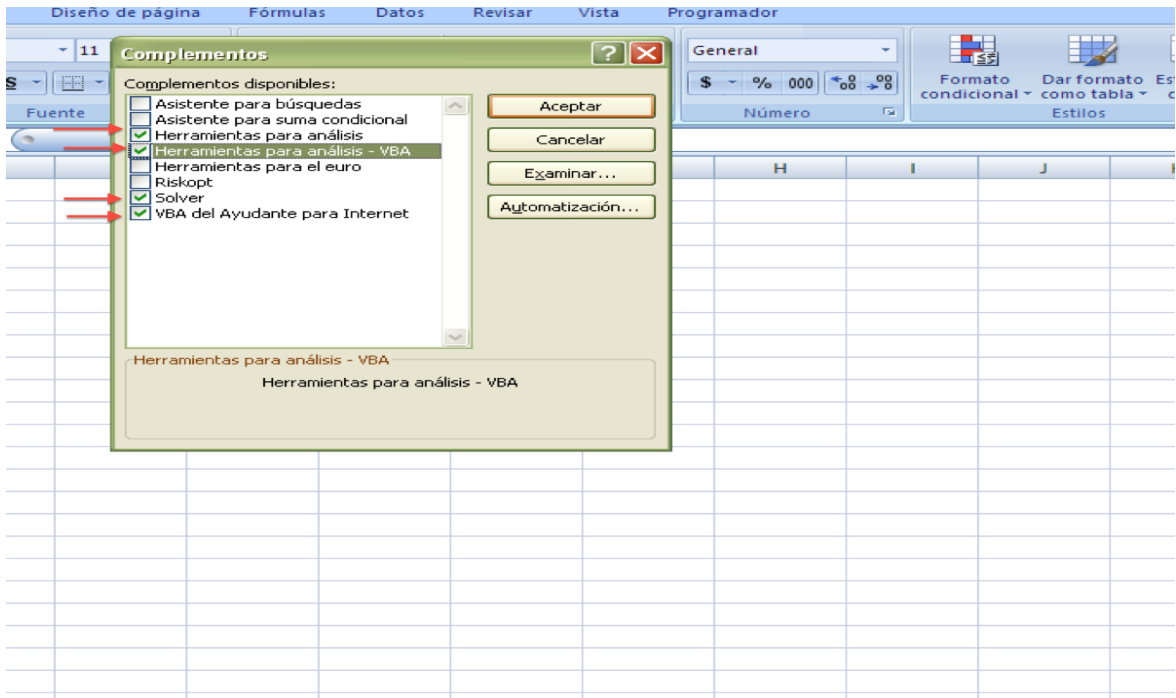 Diseño de página Fórmulas Datos Revisar Vista Programador
11 Complementos General
$ % 000
Complementos disponibles:
Asistente para búsquedas
Asistente para suma condicional
Herramientas para análisis
Herramientas para análisis - VBA
Herramientas para el euro
Riskopt
Solver
VBA del Ayudante para Internet
Aceptar
Cancelar
Examinar...
Automatización...
Herramientas para análisis - VBA
Herramientas para análisis - VBA
Fuente
Formato
condicional
Dar formato
como tabla
Número
Estilos
H I J